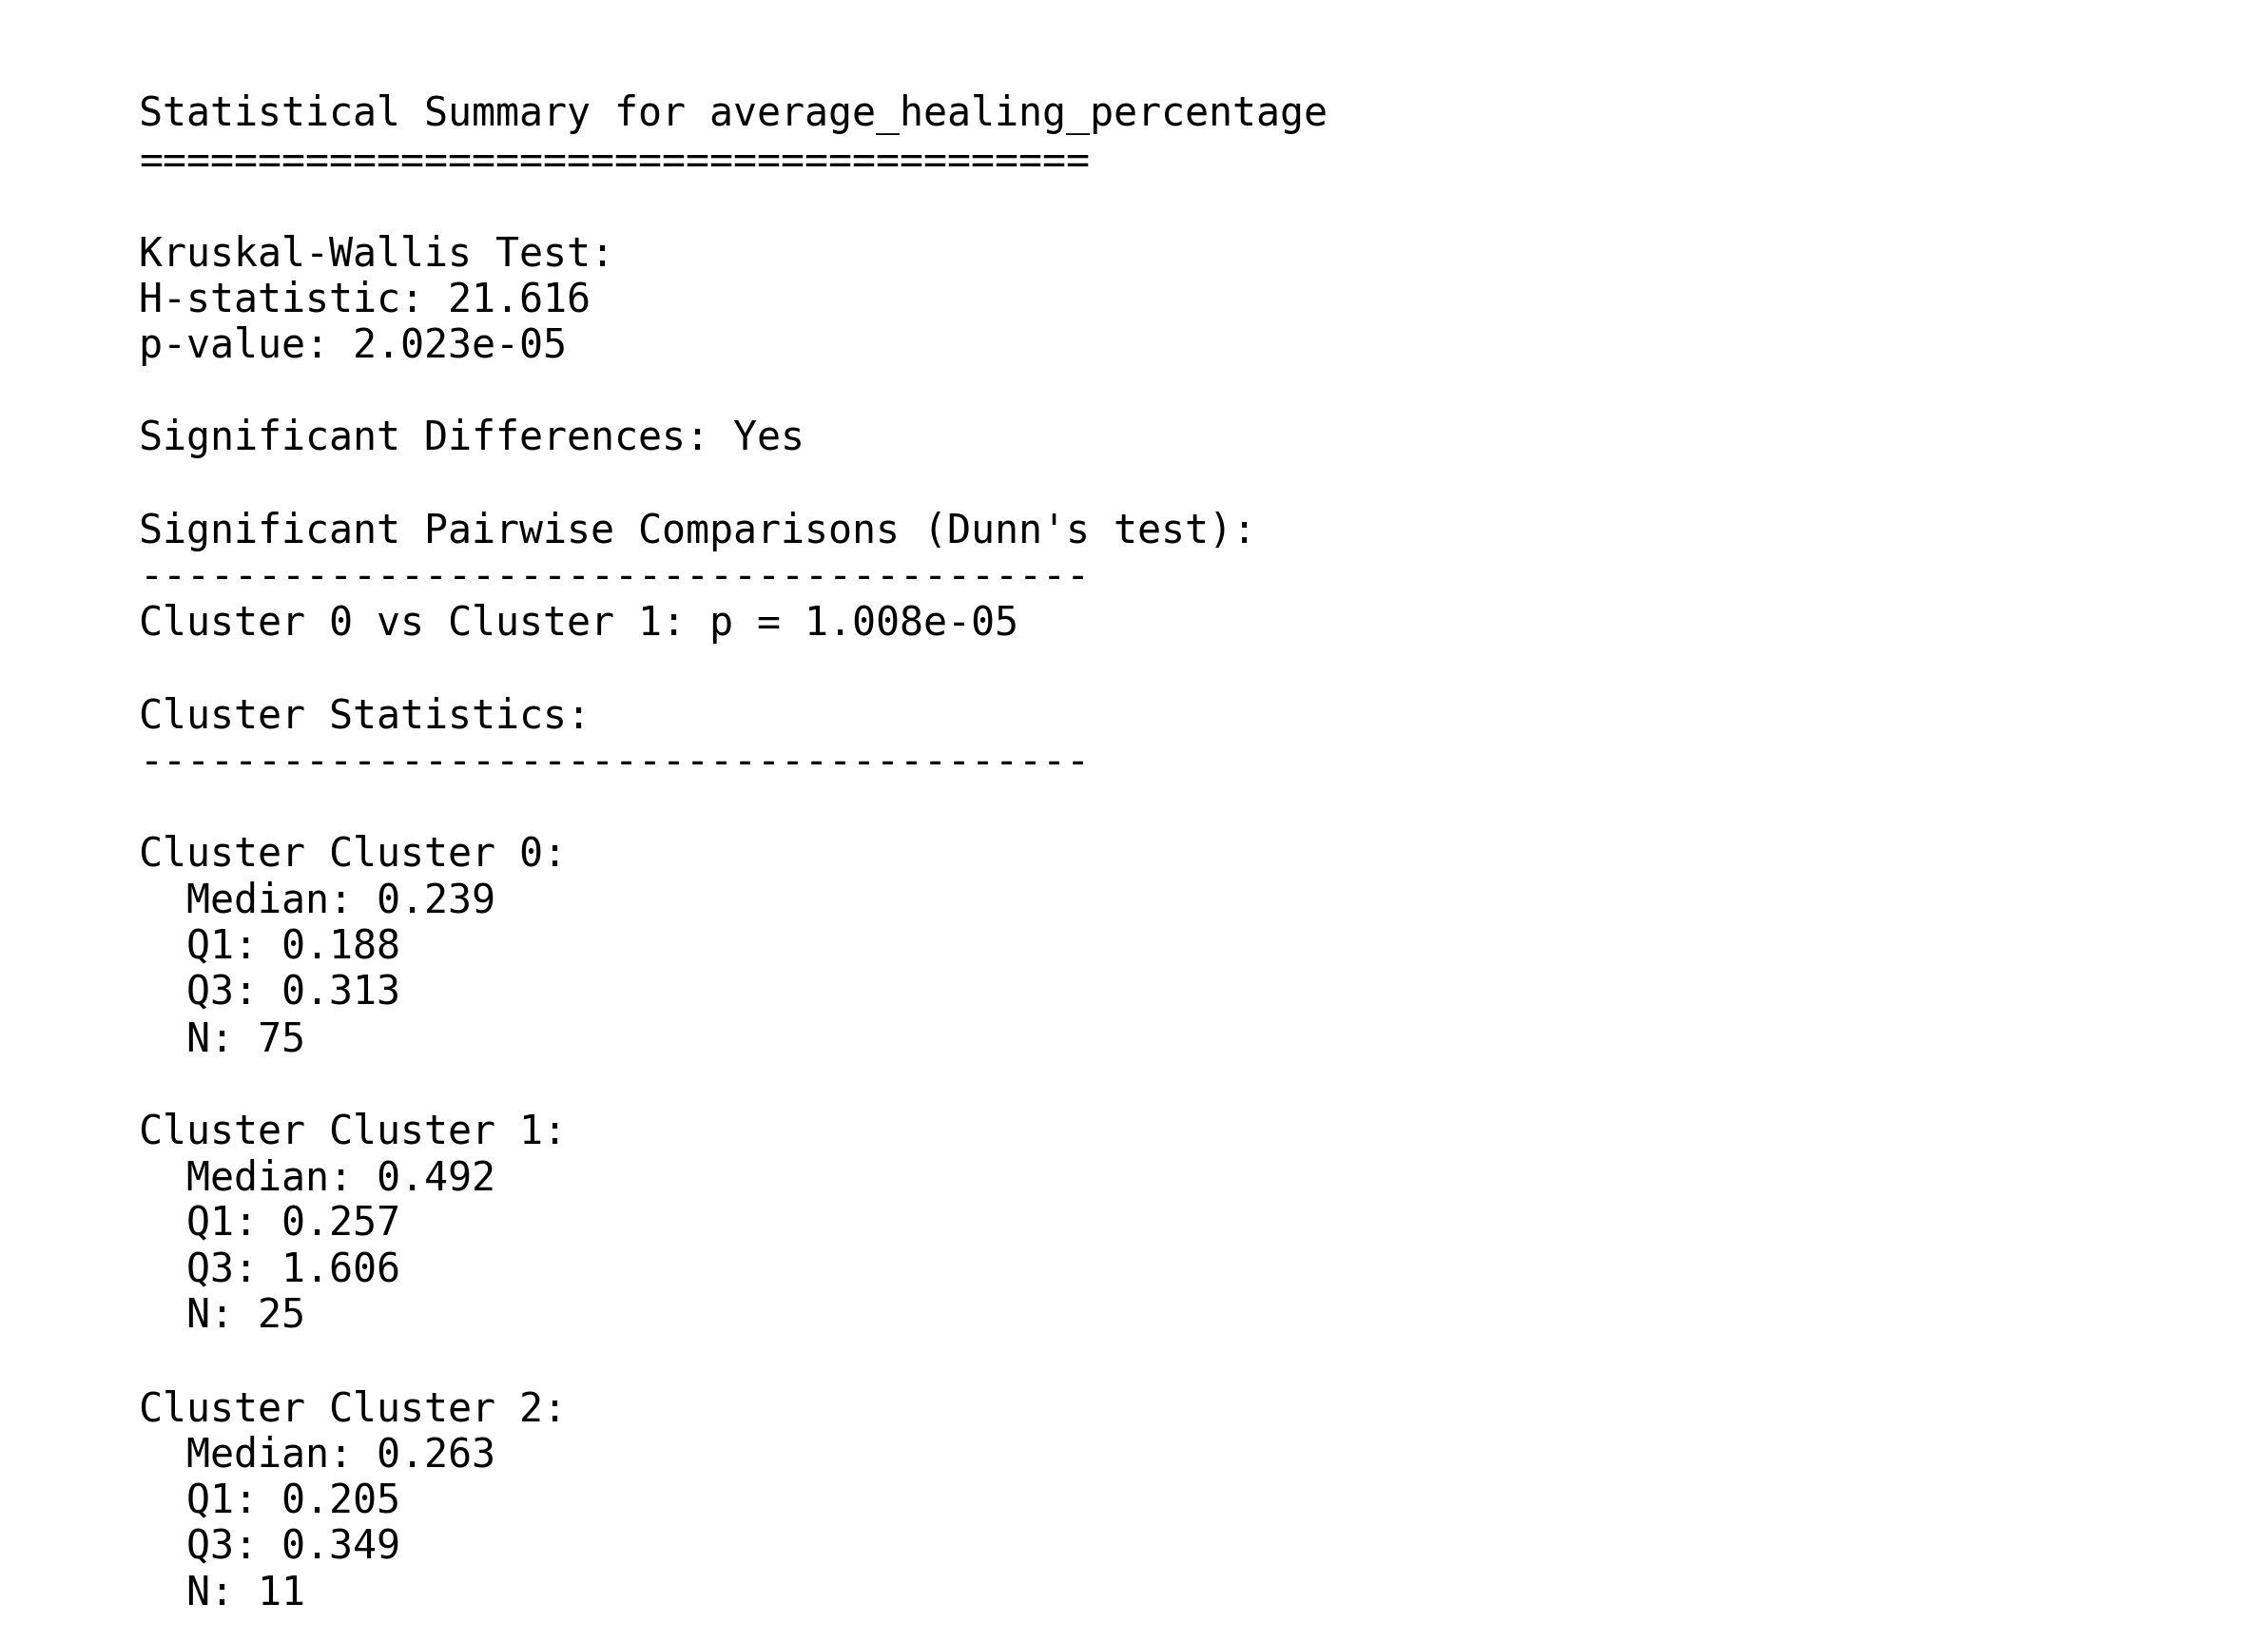 Statistical Summary for average_healing_percentage
========================================
Kruskal-Wallis Test:
H-statistic: 21.616
p-value: 2.023e-05
Significant Differences: Yes
Significant Pairwise Comparisons (Dunn's test):
----------------------------------------
Cluster 0 vs Cluster 1: p = 1.008e-05
Cluster Statistics:
----------------------------------------
Cluster Cluster 0:
Median: 0.239
Q1: 0.188
Q3: 0.313
N: 75
Cluster Cluster 1:
Median: 0.492
Q1: 0.257
Q3: 1.606
N: 25
Cluster Cluster 2:
Median: 0.263
Q1: 0.205
Q3: 0.349
N: 11